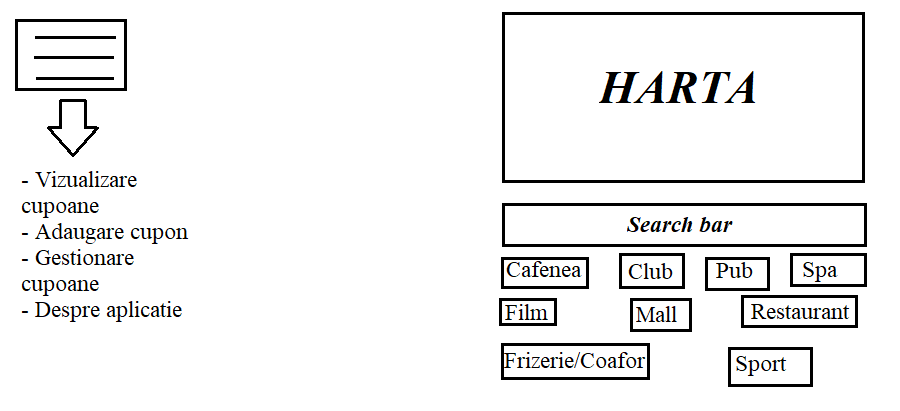 - Vizualizare
cupoane
- Adaugare cupon
- Gestionare
cupoane
- Despre aplicatie
HARTA
Search bar
Cafenea Club Pub Spa
Film Mall Restaurant
Frizerie/Coafor Sport